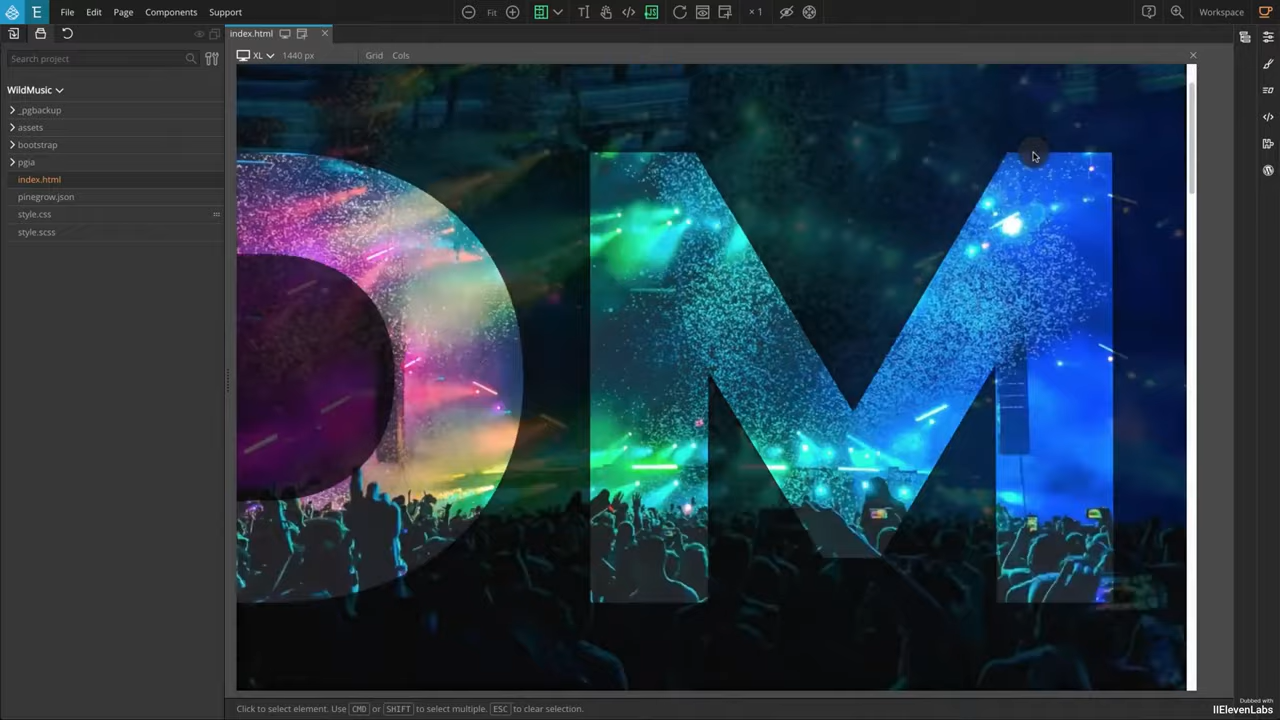 File Edit Page Components Support
Fit
× 1
Workspace
index.html
XL 1440 px Grid Cols
Search project
WildMusic
_pgbackup
assets
bootstrap
pgia
index.html
pinegrow.json
style.css
style.scss
DM
Click to select element. Use CMD or SHIFT to select multiple. ESC to clear selection.
Dubbed with
IIElevenLabs